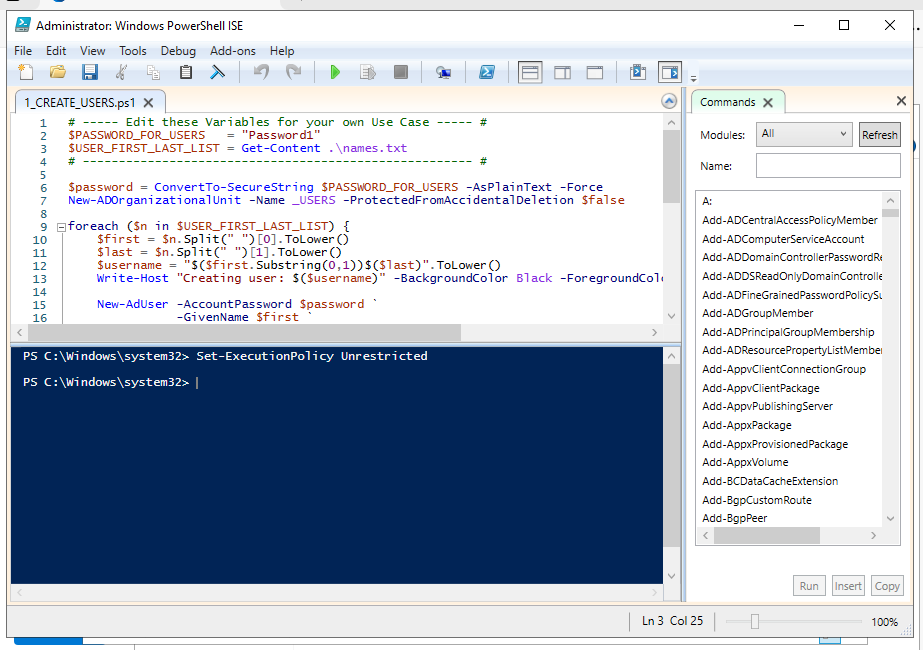 Administrator: Windows PowerShell ISE
File Edit View Tools Debug Add-ons Help
1_CREATE_USERS.ps1
1 # ----- Edit these Variables for your own Use Case ----- #
2 $PASSWORD_FOR_USERS   = "Password1"
3 $USER_FIRST_LAST_LIST = Get-Content .\names.txt
4 # ------------------------------------------------------ #
5
6 $password = ConvertTo-SecureString $PASSWORD_FOR_USERS -AsPlainText -Force
7 New-ADOrganizationalUnit -Name _USERS -ProtectedFromAccidentalDeletion $false
8
9 foreach ($n in $USER_FIRST_LAST_LIST) {
10     $first = $n.Split(" ")[0].ToLower()
11     $last = $n.Split(" ")[1].ToLower()
12     $username = "$($first.Substring(0,1))$($last)".ToLower()
13     Write-Host "Creating user: $($username)" -BackgroundColor Black -ForegroundColo
14
15     New-AdUser -AccountPassword $password `
16                -GivenName $first `
PS C:\Windows\system32> Set-ExecutionPolicy Unrestricted
PS C:\Windows\system32>
Commands
Modules: All Refresh
Name:
A:
Add-ADCentralAccessPolicyMember
Add-ADComputerServiceAccount
Add-ADDomainControllerPasswordRe
Add-ADDSReadOnlyDomainControlle
Add-ADFineGrainedPasswordPolicySu
Add-ADGroupMember
Add-ADPrincipalGroupMembership
Add-ADResourcePropertyListMember
Add-AppvClientConnectionGroup
Add-AppvClientPackage
Add-AppvPublishingServer
Add-AppxPackage
Add-AppxProvisionedPackage
Add-AppxVolume
Add-BCDataCacheExtension
Add-BgpCustomRoute
Add-BgpPeer
Run Insert Copy
Ln 3 Col 25 100%